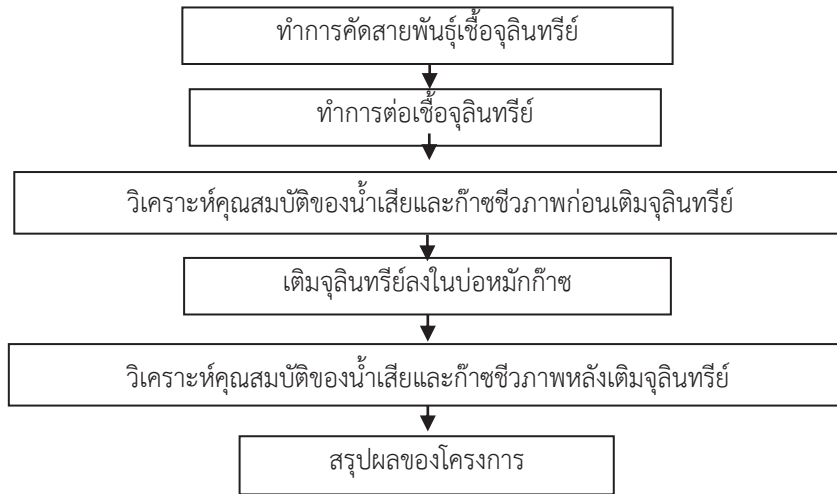 ทำการคัดสายพันธุ์เชื้อจุลินทรีย์
ทำการต่อเชื้อจุลินทรีย์
วิเคราะห์คุณสมบัติของน้ำเสียและก๊าซชีวภาพก่อนเติมจุลินทรีย์
เติมจุลินทรีย์ลงในบ่อหมักก๊าซ
วิเคราะห์คุณสมบัติของน้ำเสียและก๊าซชีวภาพหลังเติมจุลินทรีย์
สรุปผลของโครงการ